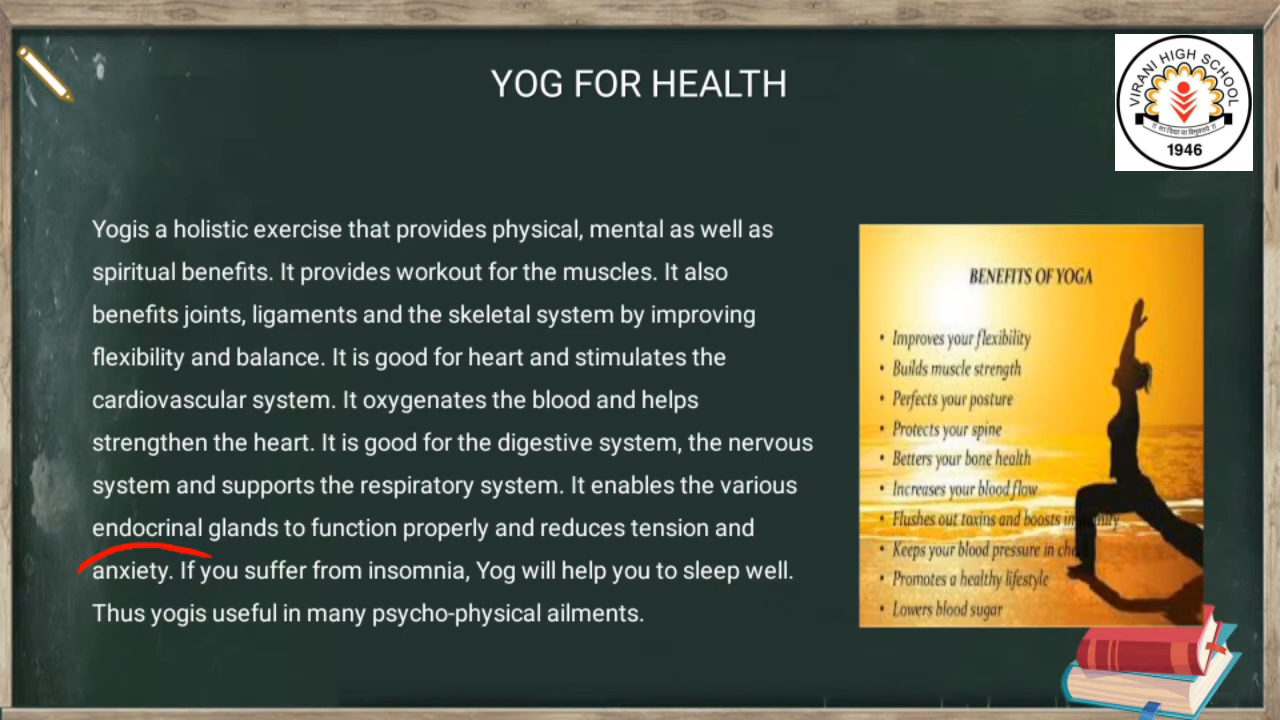 YOG FOR HEALTH
VIRANI HIGH SCHOOL
॥ सा विद्या या विमुक्तये ॥
1946
Yogis a holistic exercise that provides physical, mental as well as
spiritual benefits. It provides workout for the muscles. It also
benefits joints, ligaments and the skeletal system by improving
flexibility and balance. It is good for heart and stimulates the
cardiovascular system. It oxygenates the blood and helps
strengthen the heart. It is good for the digestive system, the nervous
system and supports the respiratory system. It enables the various
endocrinal glands to function properly and reduces tension and
anxiety. If you suffer from insomnia, Yog will help you to sleep well.
Thus yogis useful in many psycho-physical ailments.
BENEFITS OF YOGA
• Improves your flexibility
• Builds muscle strength
• Perfects your posture
• Protects your spine
• Betters your bone health
• Increases your blood flow
• Flushes out toxins and boosts immunity
• Keeps your blood pressure in
• Promotes a healthy lifestyle
• Lowers blood sugar